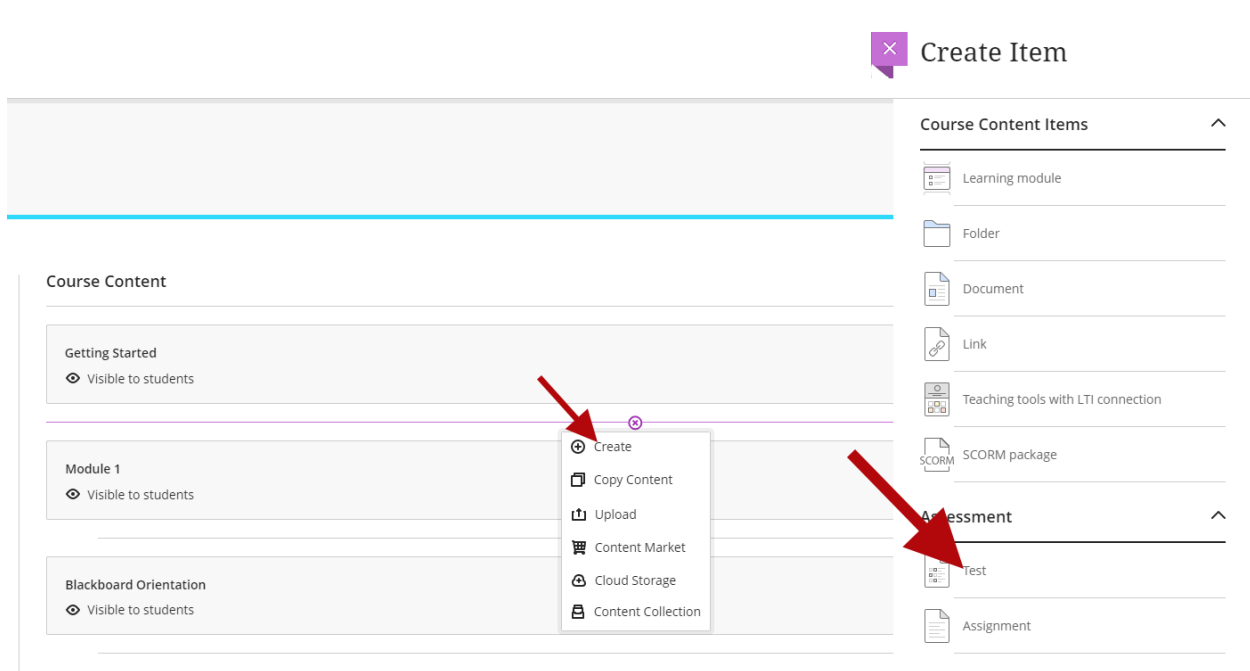 Create Item
Course Content Items
Learning module
Folder
Document
Link
Teaching tools with LTI connection
SCORM
SCORM package
Assessment
Test
Assignment
Course Content
Getting Started
Visible to students
Create
Copy Content
Upload
Content Market
Cloud Storage
Content Collection
Module 1
Visible to students
Blackboard Orientation
Visible to students